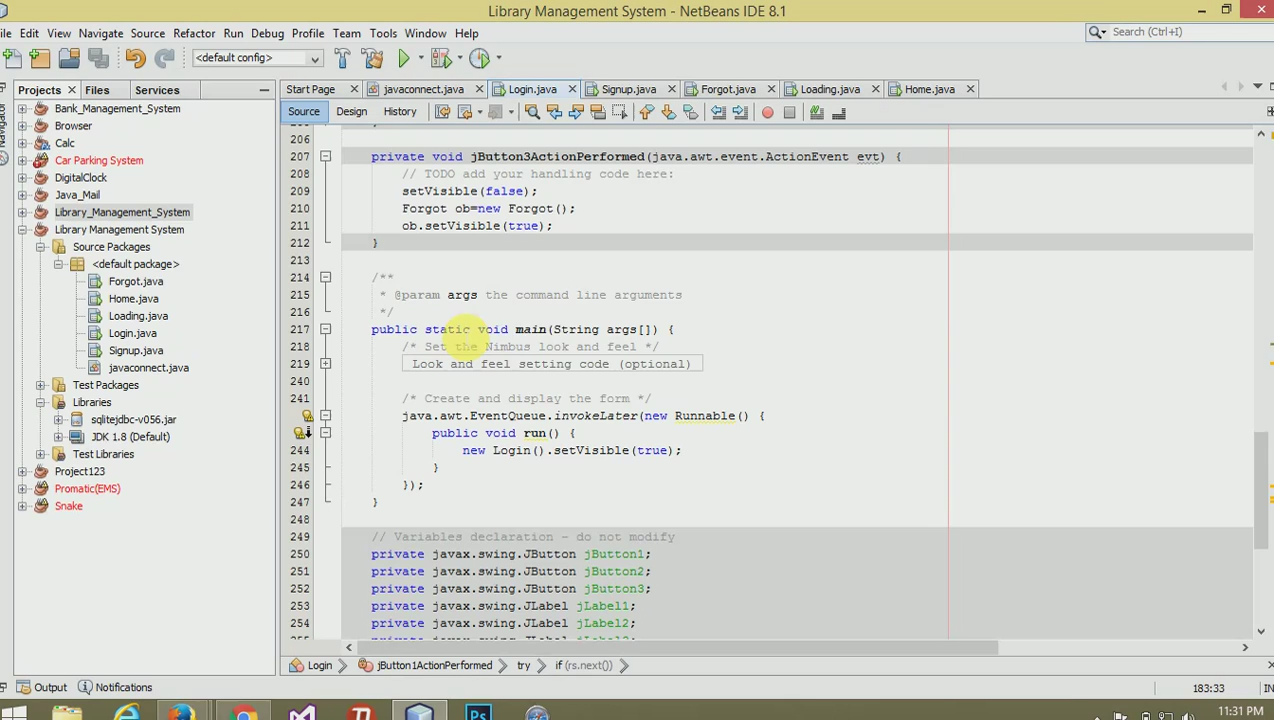 Library Management System - NetBeans IDE 8.1
ile Edit View Navigate Source Refactor Run Debug Profile Team Tools Window Help
Search (Ctrl+I)
<default config>
Projects Files Services
Start Page javaconnect.java Login.java Signup.java Forgot.java Loading.java Home.java
Source Design History
Navigator
Bank_Management_System
Browser
Calc
Car Parking System
DigitalClock
Java_Mail
Library_Management_System
Library Management System
Source Packages
<default package>
Forgot.java
Home.java
Loading.java
Login.java
Signup.java
javaconnect.java
Test Packages
Libraries
sqlitejdbc-v056.jar
JDK 1.8 (Default)
Test Libraries
Project123
Promatic(EMS)
Snake
206
207 private void jButton3ActionPerformed(java.awt.event.ActionEvent evt) {
208 // TODO add your handling code here:
209 setVisible(false);
210 Forgot ob=new Forgot();
211 ob.setVisible(true);
212 }
213
214 /**
215 * @param args the command line arguments
216 */
217 public static void main(String args[]) {
218 /* Set the Nimbus look and feel */
219 Look and feel setting code (optional)
240
241 /* Create and display the form */
java.awt.EventQueue.invokeLater(new Runnable() {
public void run() {
244 new Login().setVisible(true);
245 }
246 });
247 }
248
249 // Variables declaration - do not modify
250 private javax.swing.JButton jButton1;
251 private javax.swing.JButton jButton2;
252 private javax.swing.JButton jButton3;
253 private javax.swing.JLabel jLabel1;
254 private javax.swing.JLabel jLabel2;
Login jButton1ActionPerformed try if (rs.next())
Output Notifications
183:33
11:31 PM